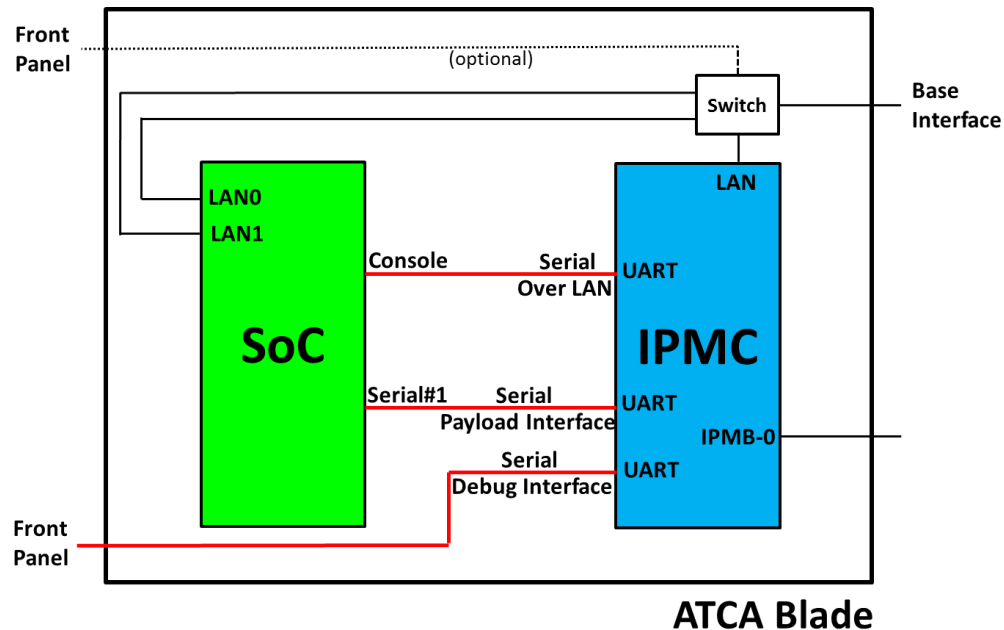 Front
Panel
(optional)
Switch
Base
Interface
LAN
LAN0
LAN1
Console
Serial
Over LAN
UART
SoC
IPMC
Serial#1
Serial
Payload Interface
UART
IPMB-0
Serial
Debug Interface
UART
Front
Panel
ATCA Blade